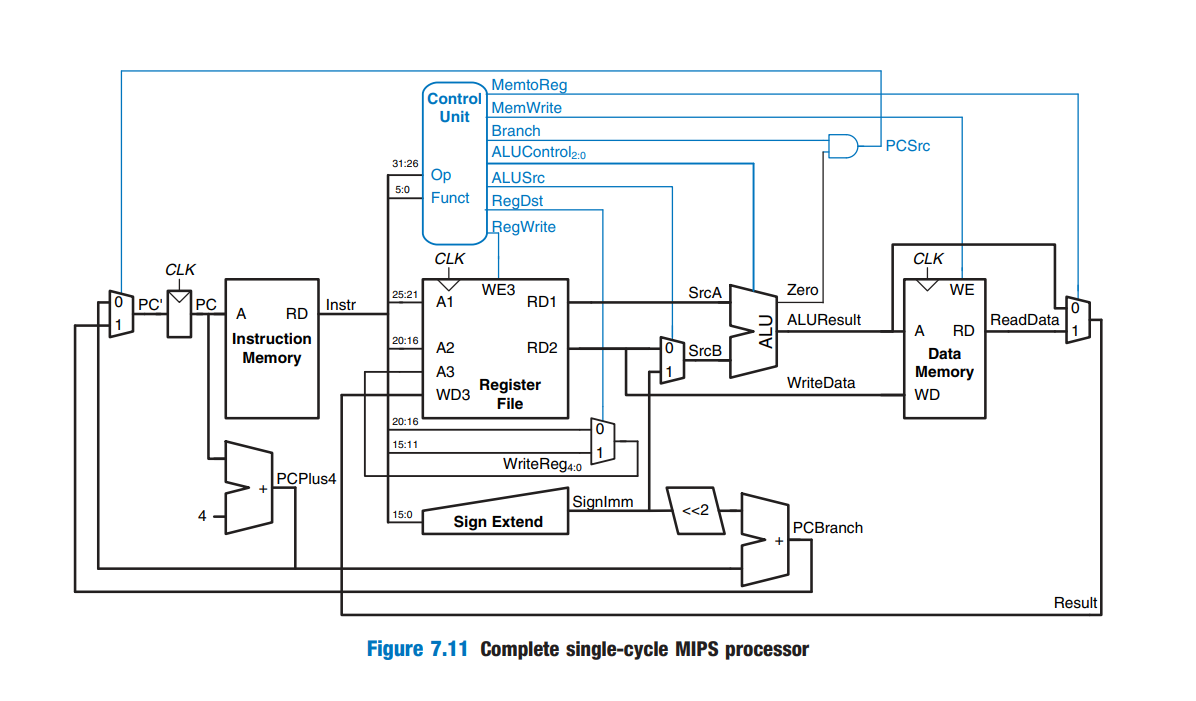 MemtoReg
Control
Unit
MemWrite
Branch
PCSrc
ALUControl2:0
31:26
Op
ALUSrc
5:0
Funct
RegDst
RegWrite
CLK
CLK
CLK
0
1
PC'
PC
A
RD
Instruction
Memory
Instr
25:21
A1
WE3
RD1
SrcA
Zero
WE
20:16
A2
RD2
0
1
SrcB
ALU
ALUResult
A
RD
ReadData
0
1
A3
WD3
Register
File
Data
Memory
WriteData
WD
20:16
0
15:11
1
WriteReg4:0
PCPlus4
+
4
15:0
Sign Extend
SignImm
<<2
+
PCBranch
Result
Figure 7.11 Complete single-cycle MIPS processor